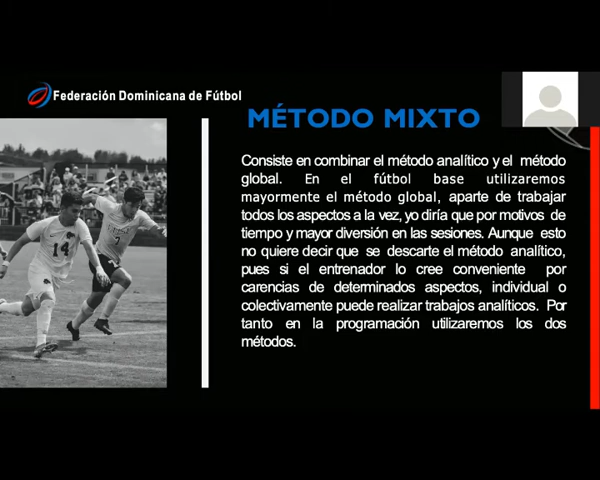 Federación Dominicana de Fútbol
MÉTODO MIXTO
Consiste en combinar el método analítico y el método
global. En el fútbol base utilizaremos
mayormente el método global, aparte de trabajar
todos los aspectos a la vez, yo diría que por motivos de
tiempo y mayor diversión en las sesiones. Aunque esto
no quiere decir que se descarte el método analítico,
pues si el entrenador lo cree conveniente por
carencias de determinados aspectos, individual o
colectivamente puede realizar trabajos analíticos. Por
tanto en la programación utilizaremos los dos
métodos.
14
7